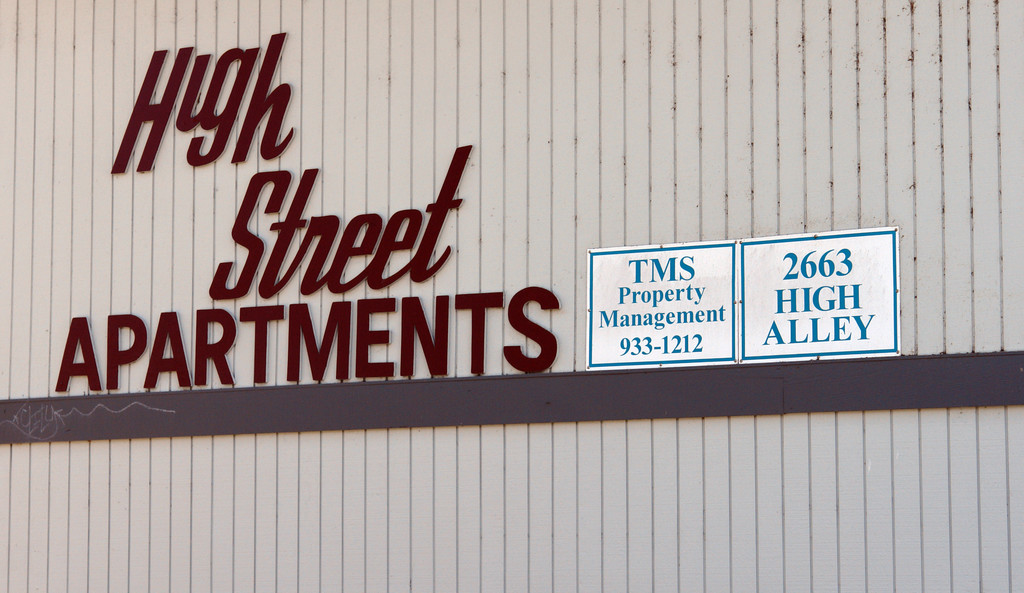 High
Street
APARTMENTS
TMS
Property
Management
933-1212
2663
HIGH
ALLEY